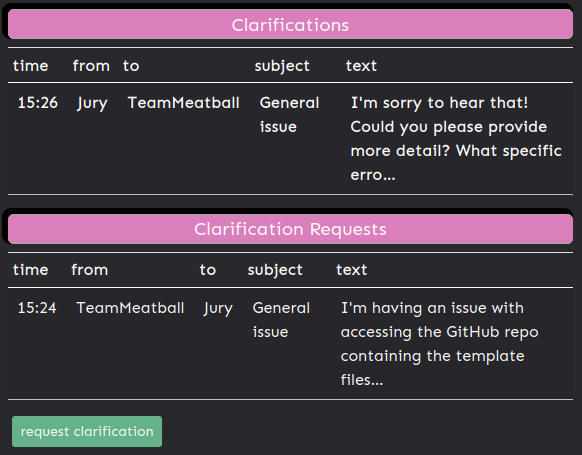 Clarifications
time from to subject text
15:26 Jury TeamMeatball General I'm sorry to hear that!
issue Could you please provide
more detail? What specific
erro...
Clarification Requests
time from to subject text
15:24 TeamMeatball Jury General I'm having an issue with
issue accessing the GitHub repo
containing the template
files...
request clarification